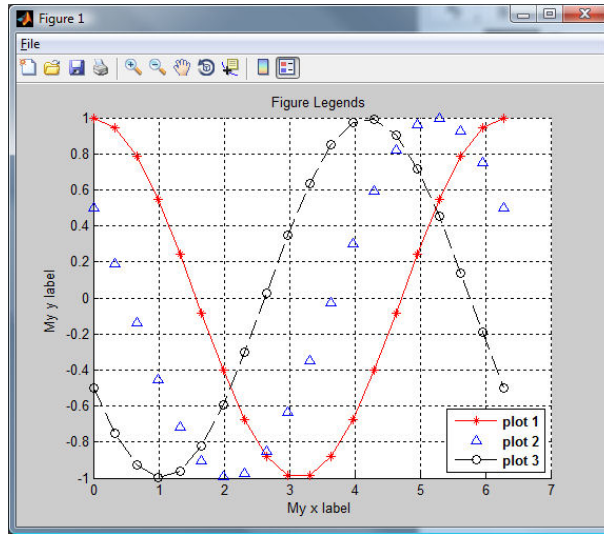 Figure 1
File
Figure Legends
1
0.8
0.6
0.4
0.2
0
-0.2
-0.4
-0.6
-0.8
-1
My y label
0 1 2 3 4 5 6 7
My x label
plot 1
plot 2
plot 3